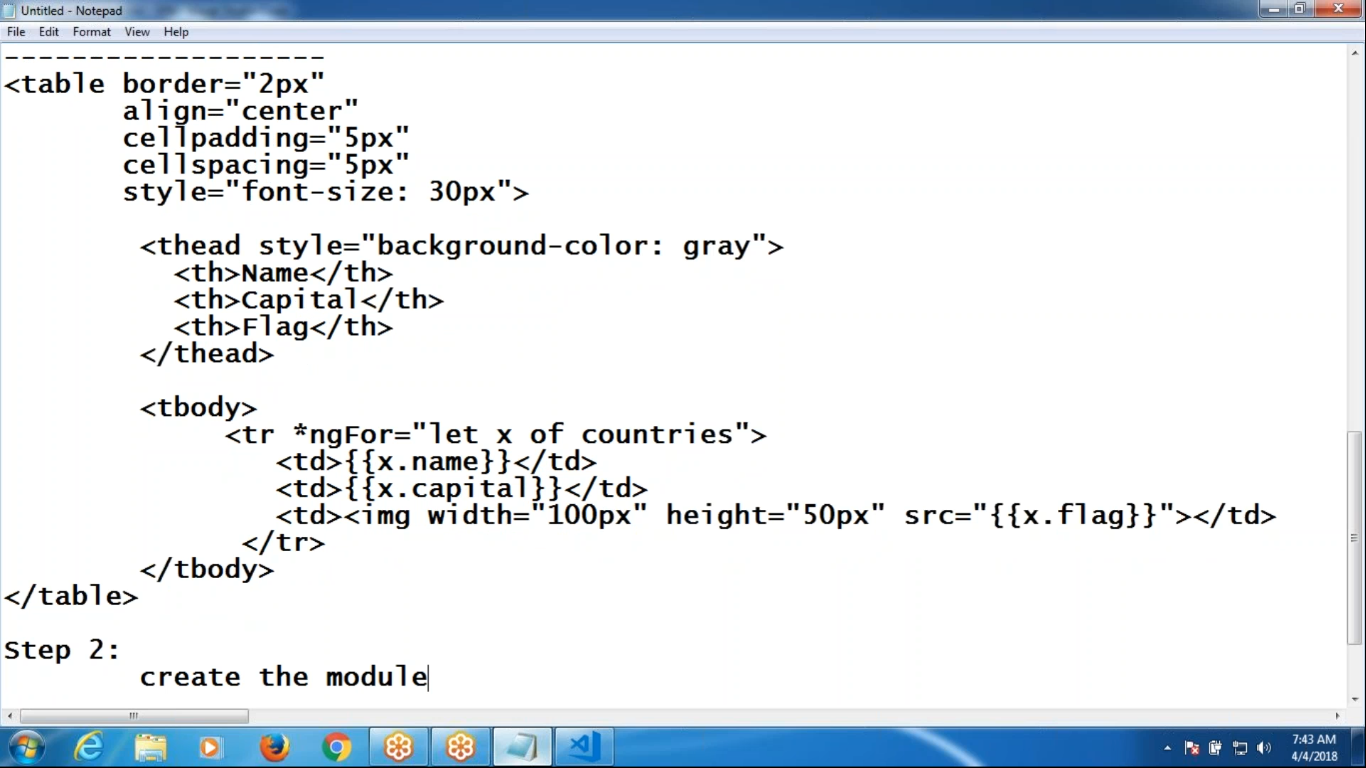 Untitled - Notepad
File Edit Format View Help
-------------------
<table border="2px"
align="center"
cellpadding="5px"
cellspacing="5px"
style="font-size: 30px">
<thead style="background-color: gray">
<th>Name</th>
<th>Capital</th>
<th>Flag</th>
</thead>
<tbody>
<tr *ngFor="let x of countries">
<td>{{x.name}}</td>
<td>{{x.capital}}</td>
<td><img width="100px" height="50px" src="{{x.flag}}"></td>
</tr>
</tbody>
</table>
Step 2:
create the module
7:43 AM
4/4/2018